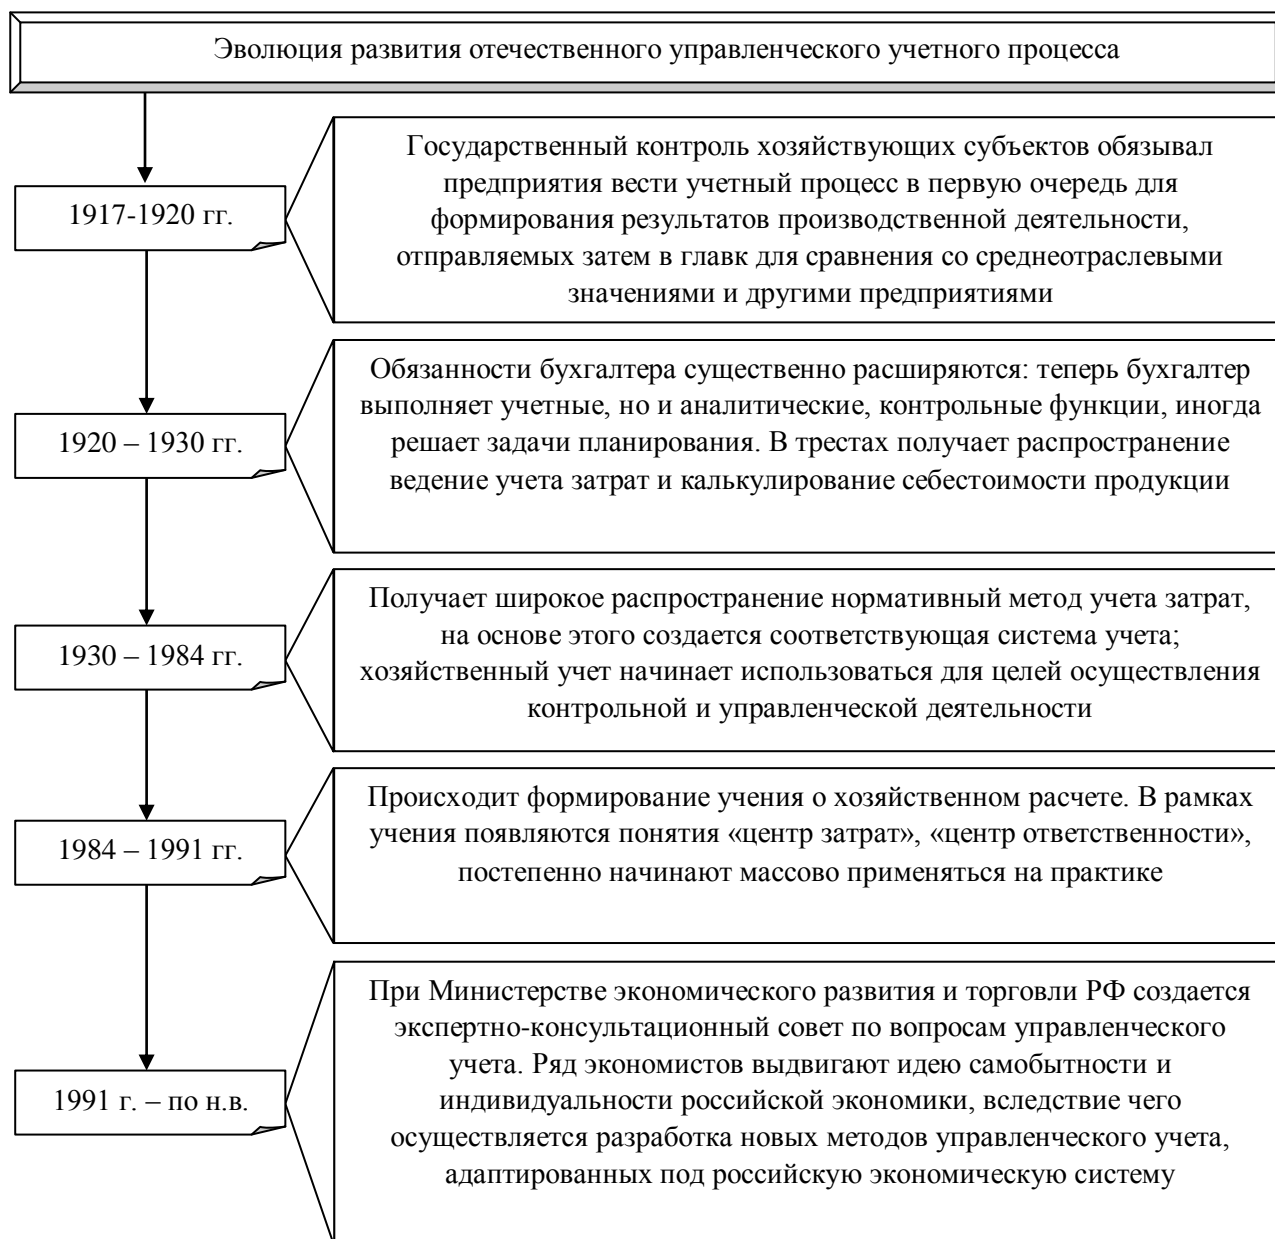 Эволюция развития отечественного управленческого учетного процесса
1917-1920 гг.
Государственный контроль хозяйствующих субъектов обязывал
предприятия вести учетный процесс в первую очередь для
формирования результатов производственной деятельности,
отправляемых затем в главк для сравнения со среднеотраслевыми
значениями и другими предприятиями
1920 – 1930 гг.
Обязанности бухгалтера существенно расширяются: теперь бухгалтер
выполняет учетные, но и аналитические, контрольные функции, иногда
решает задачи планирования. В трестах получает распространение
ведение учета затрат и калькулирование себестоимости продукции
1930 – 1984 гг.
Получает широкое распространение нормативный метод учета затрат,
на основе этого создается соответствующая система учета;
хозяйственный учет начинает использоваться для целей осуществления
контрольной и управленческой деятельности
1984 – 1991 гг.
Происходит формирование учения о хозяйственном расчете. В рамках
учения появляются понятия «центр затрат», «центр ответственности»,
постепенно начинают массово применяться на практике
1991 г. – по н.в.
При Министерстве экономического развития и торговли РФ создается
экспертно-консультационный совет по вопросам управленческого
учета. Ряд экономистов выдвигают идею самобытности и
индивидуальности российской экономики, вследствие чего
осуществляется разработка новых методов управленческого учета,
адаптированных под российскую экономическую систему